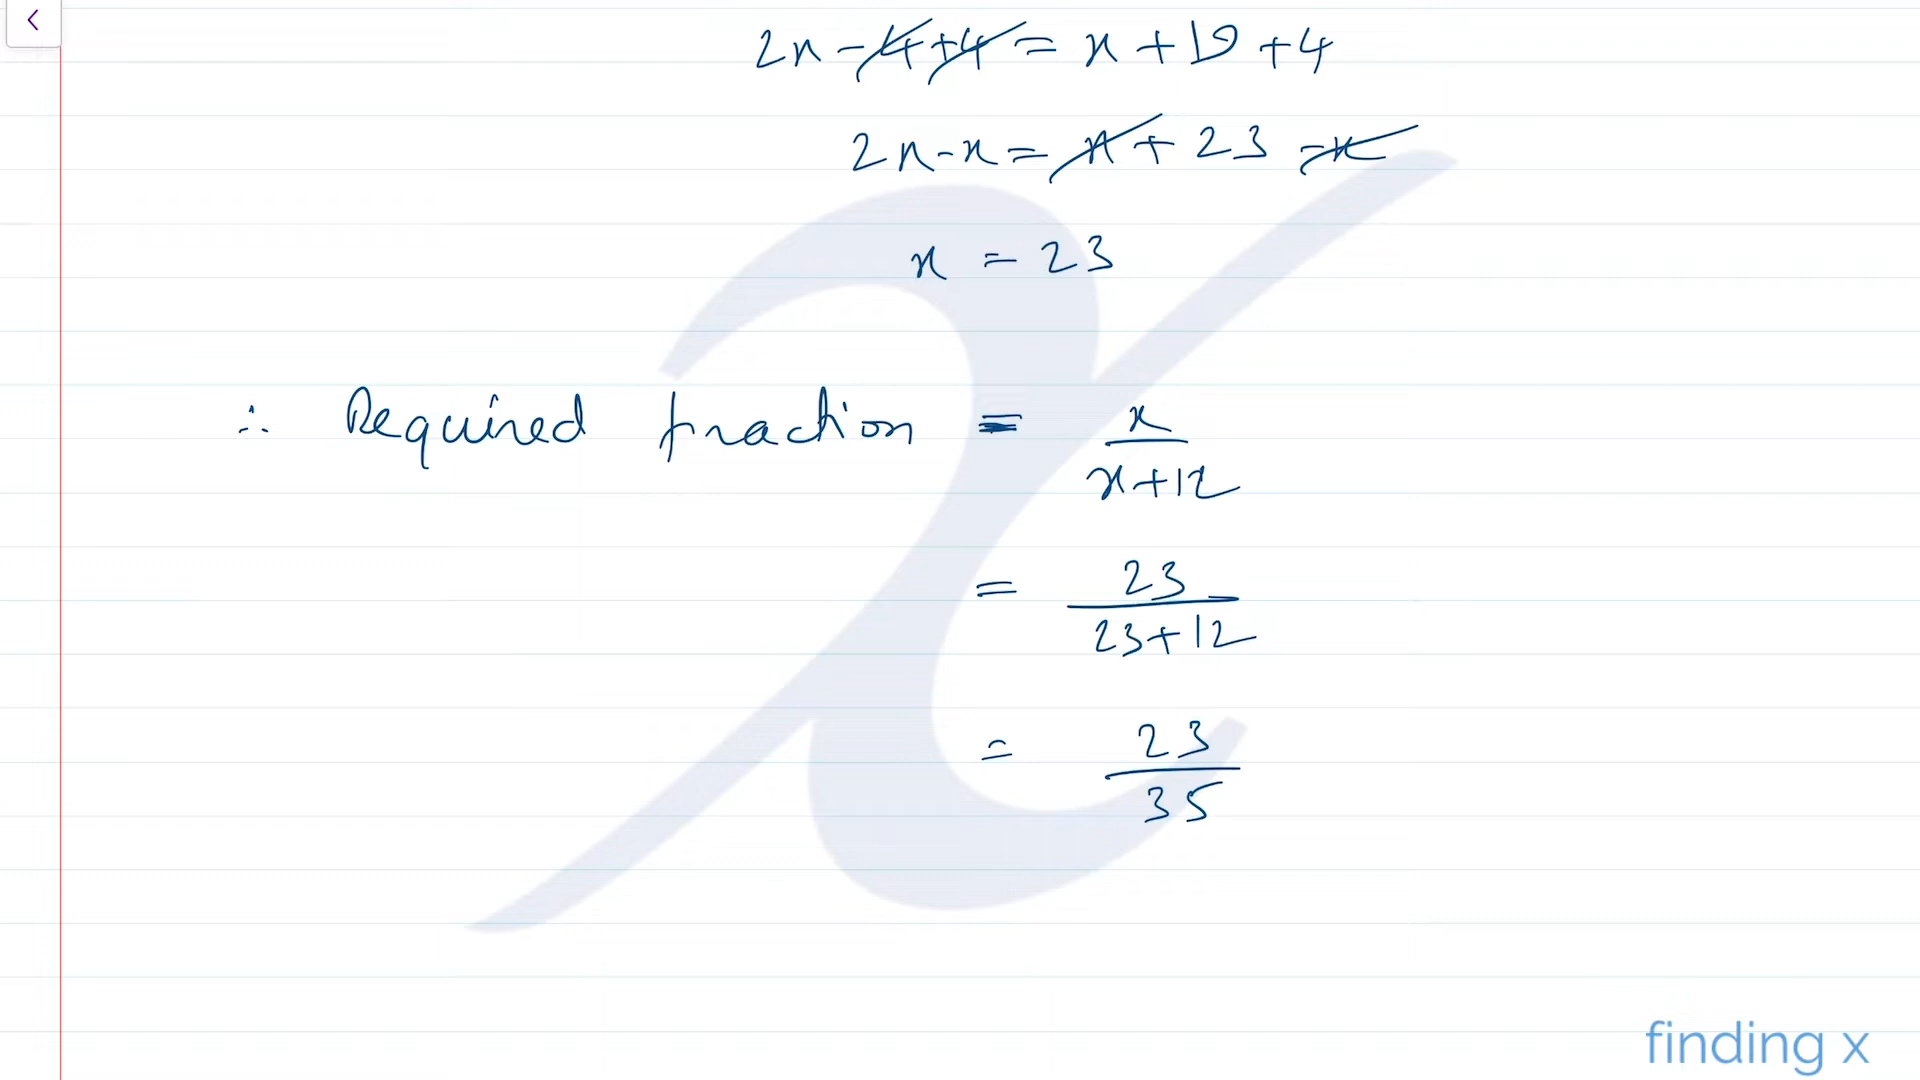 2x - 4 + 4 = x + 19 + 4
2x - x = x + 23 - x
x = 23
∴ Required fraction = x
x+12
= 23
23+12
= 23
35
finding x